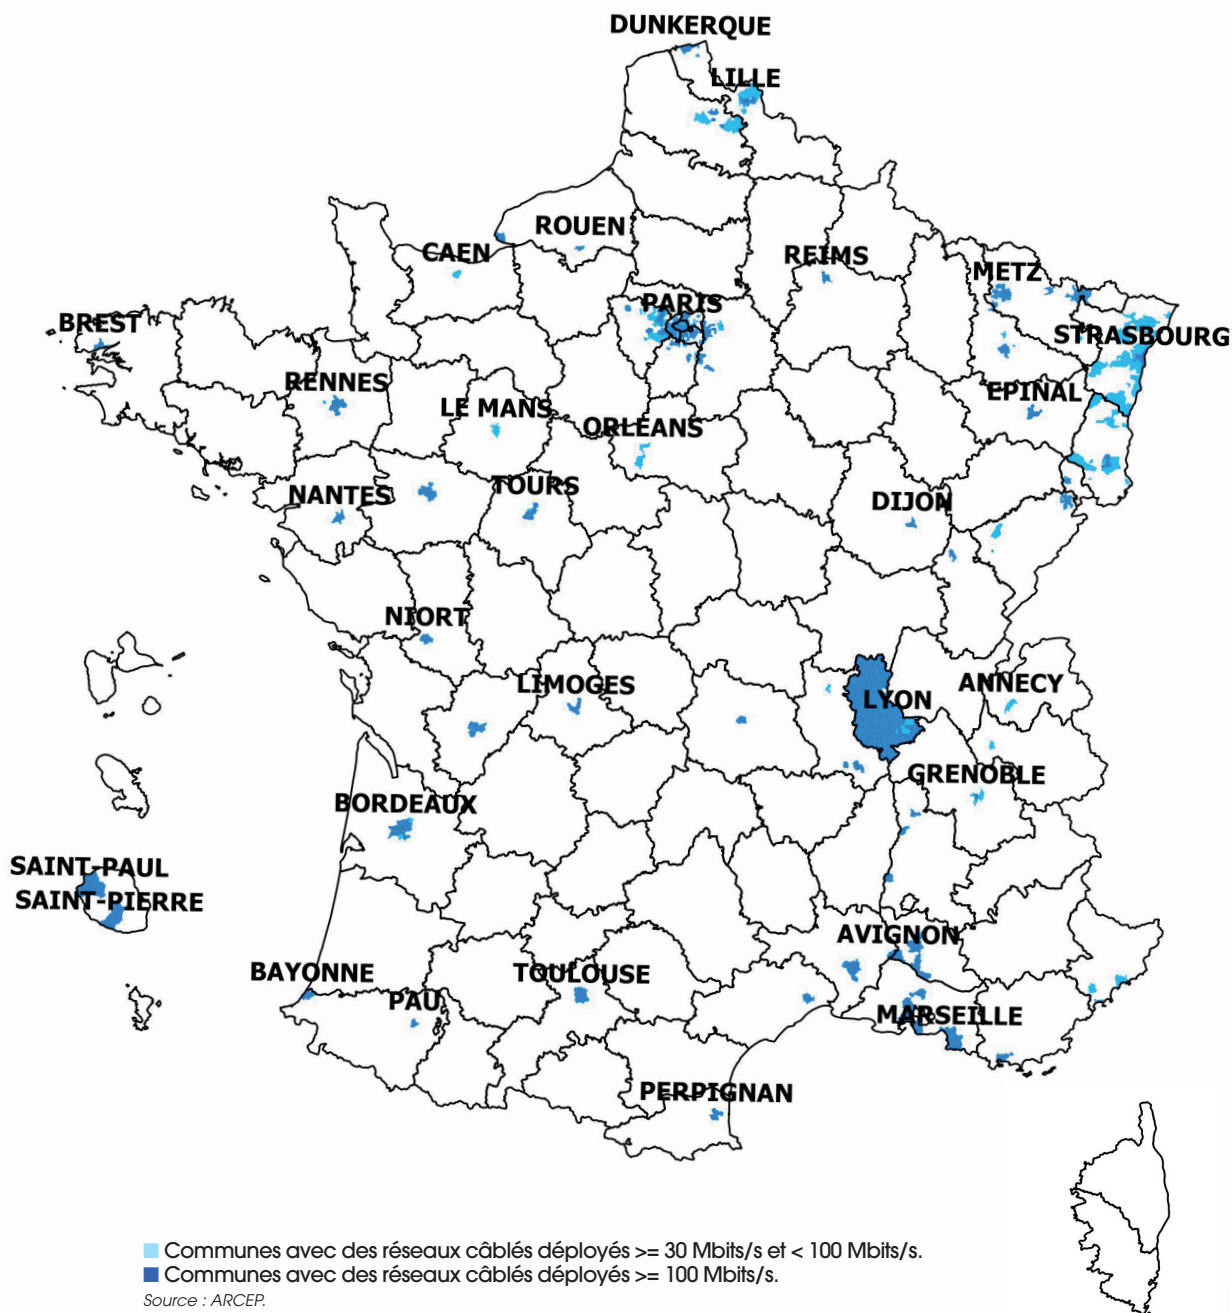 DUNKERQUE
LILLE
ROUEN
CAEN
REIMS
METZ
PARIS
BREST
STRASBOURG
RENNES
EPINAL
LE MANS
ORLEANS
TOURS
NANTES
DIJON
NIORT
LIMOGES
ANNECY
LYON
GRENOBLE
BORDEAUX
SAINT-PAUL
SAINT-PIERRE
AVIGNON
BAYONNE
TOULOUSE
PAU
MARSEILLE
PERPIGNAN
Communes avec des réseaux câblés déployés >= 30 Mbits/s et < 100 Mbits/s.
Communes avec des réseaux câblés déployés >= 100 Mbits/s.
Source : ARCEP.